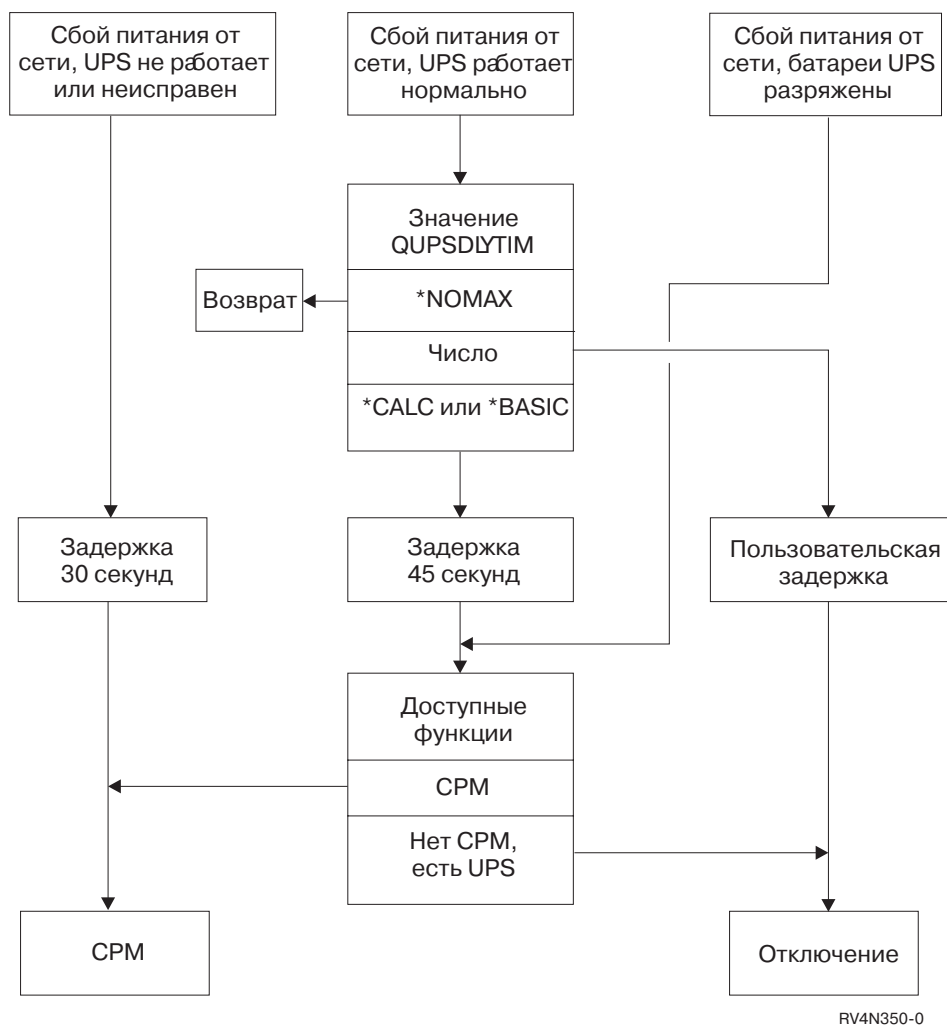 Сбой питания от
сети, UPS не работает
или неисправен
Сбой питания от
сети, UPS работает
нормально
Сбой питания от
сети, батареи UPS
разряжены
Значение
QUPSDLYTIM
Возврат
*NOMAX
Число
*CALC или *BASIC
Задержка
30 секунд
Задержка
45 секунд
Пользовательская
задержка
Доступные
функции
CPM
Нет CPM,
есть UPS
CPM
Отключение
RV4N350-0